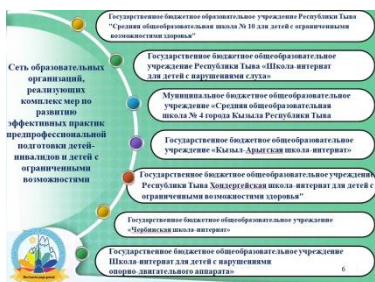 Сеть образовательных
организаций,
реализующих
комплекс мер по
развитию
эффективных практик
предпрофессиональной
подготовки детей-
инвалидов и детей с
ограниченными
возможностями
Государственное бюджетное образовательное учреждение Республики Тыва
"Средняя общеобразовательная школа № 10 для детей с ограниченными
возможностями здоровья"
Государственное бюджетное общеобразовательное
учреждение Республики Тыва «Школа-интернат
для детей с нарушениями слуха»
Муниципальное бюджетное общеобразовательное
учреждение «Средняя общеобразовательная
школа № 4 города Кызыла Республики Тыва
Государственное бюджетное общеобразовательное
учреждение «Кызыл-Арыгская школа-интернат»
Государственное бюджетное общеобразовательное учреждение
Республики Тыва Хондергейская школа-интернат для детей с
ограниченными возможностями здоровья"
Государственное бюджетное общеобразовательное учреждение
«Чербинская школа-интернат»
Государственное бюджетное общеобразовательное учреждение
Школа-интернат для детей с нарушениями
опорно-двигательного аппарата»
6